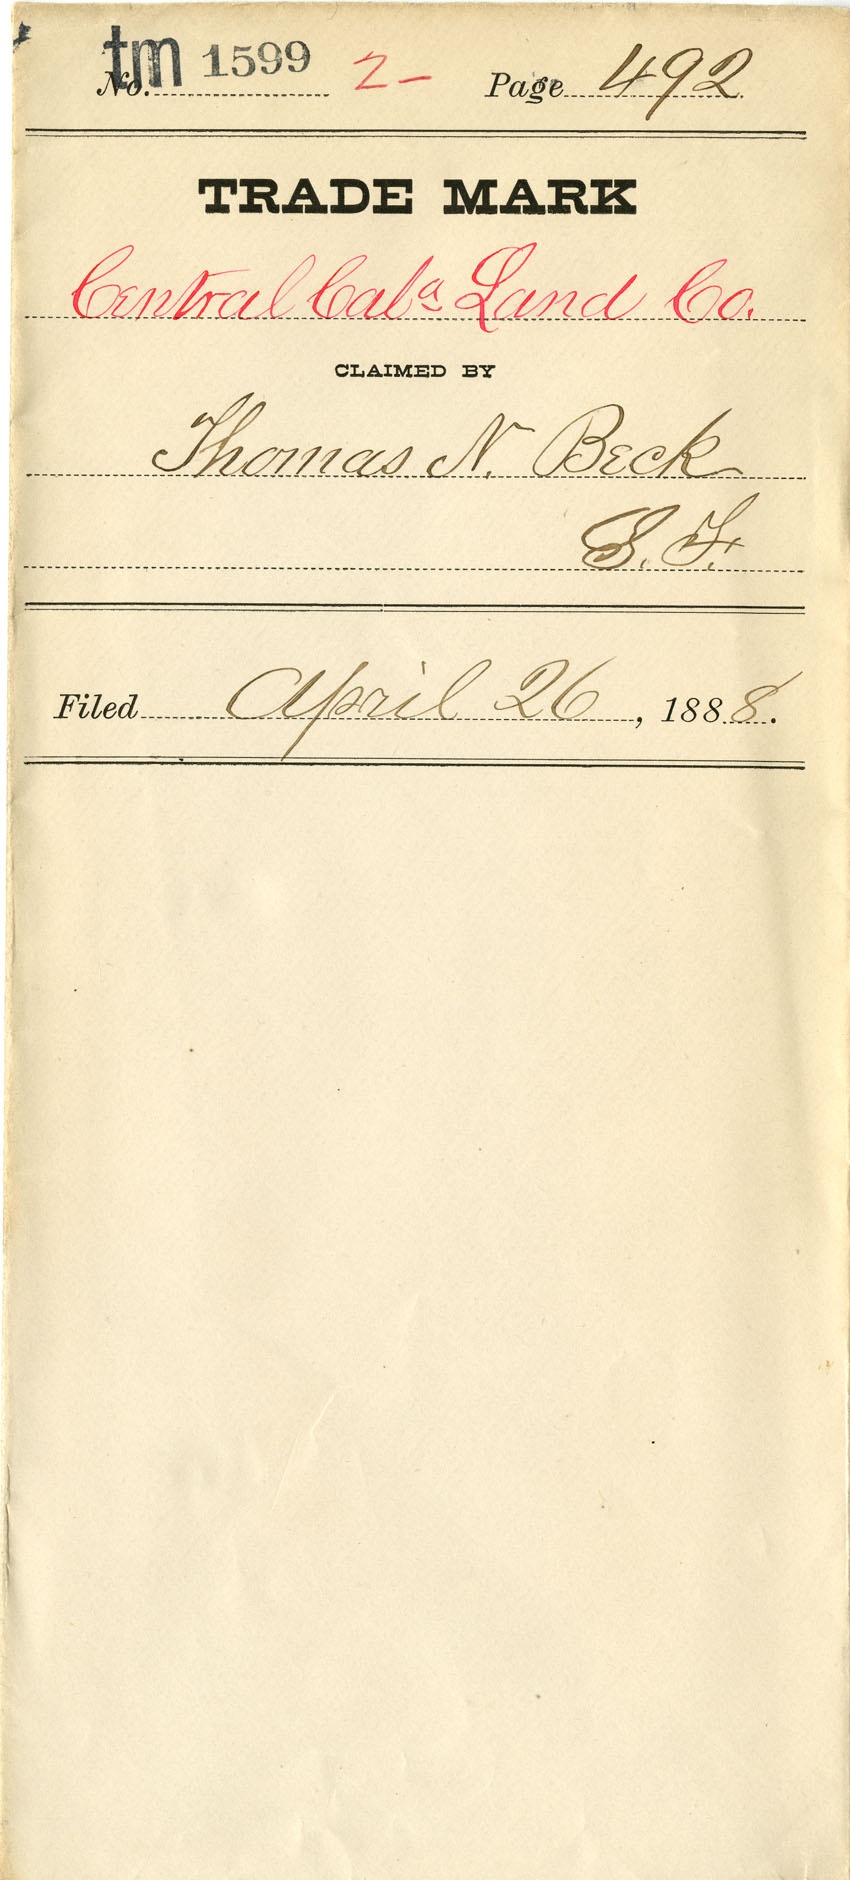 tm 1599 2-
No. Page 492
TRADE MARK
Central Cala Land Co.
CLAIMED BY
Thomas N. Beck
S. F.
Filed April 26, 1888.